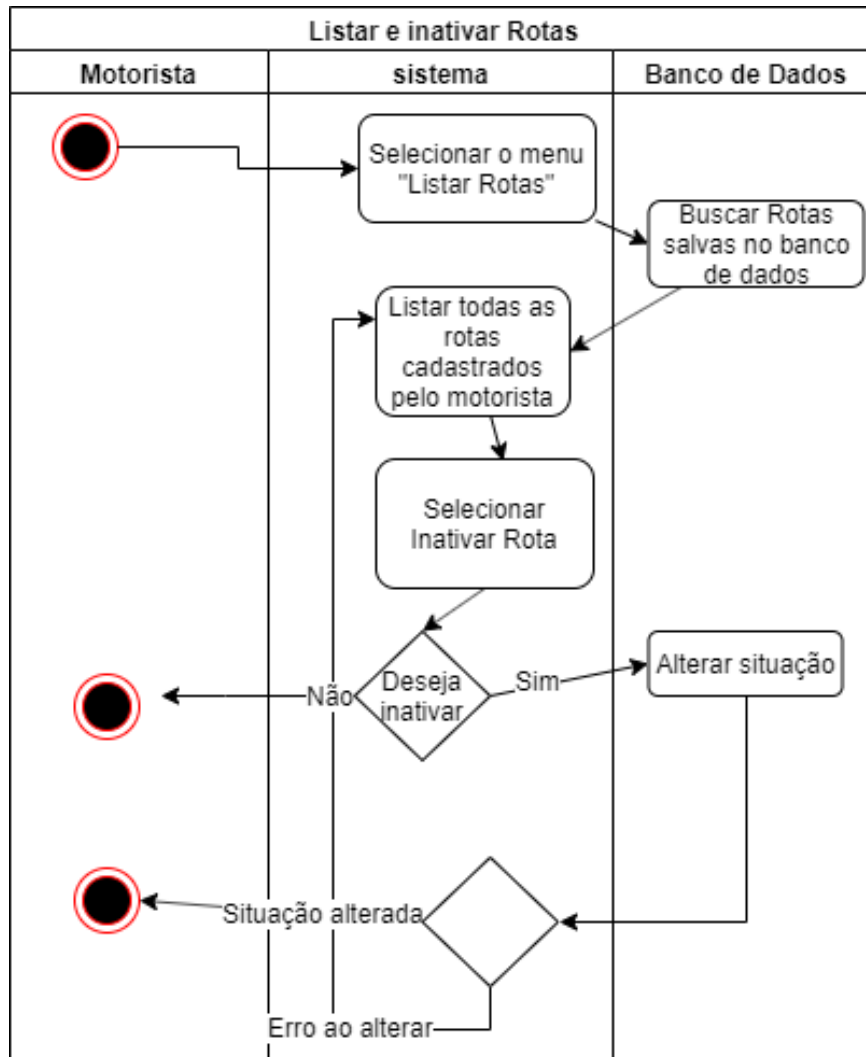 Listar e inativar Rotas
Motorista
sistema
Banco de Dados
Selecionar o menu
"Listar Rotas"
Buscar Rotas
salvas no banco
de dados
Listar todas as
rotas
cadastrados
pelo motorista
Selecionar
Inativar Rota
Deseja
inativar
Não
Sim
Alterar situação
Situação alterada
Erro ao alterar